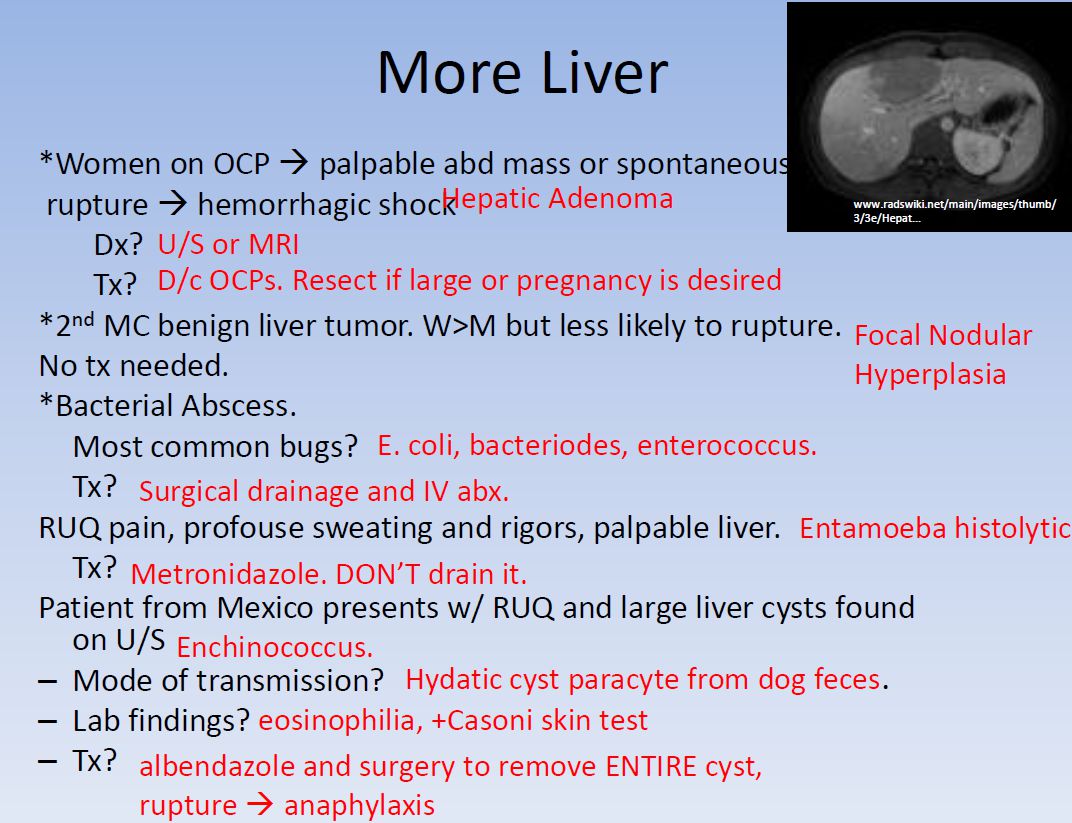 More Liver
www.radswiki.net/main/images/thumb/
3/3e/Hepat...
*Women on OCP → palpable abd mass or spontaneous
rupture → hemorrhagic shock Hepatic Adenoma
Dx? U/S or MRI
Tx? D/c OCPs. Resect if large or pregnancy is desired
*2nd MC benign liver tumor. W>M but less likely to rupture. Focal Nodular
Hyperplasia
No tx needed.
*Bacterial Abscess.
Most common bugs? E. coli, bacteriodes, enterococcus.
Tx? Surgical drainage and IV abx.
RUQ pain, profouse sweating and rigors, palpable liver. Entamoeba histolytic
Tx? Metronidazole. DON'T drain it.
Patient from Mexico presents w/ RUQ and large liver cysts found
on U/S Enchinococcus.
– Mode of transmission? Hydatic cyst paracyte from dog feces.
– Lab findings? eosinophilia, +Casoni skin test
– Tx? albendazole and surgery to remove ENTIRE cyst,
rupture → anaphylaxis